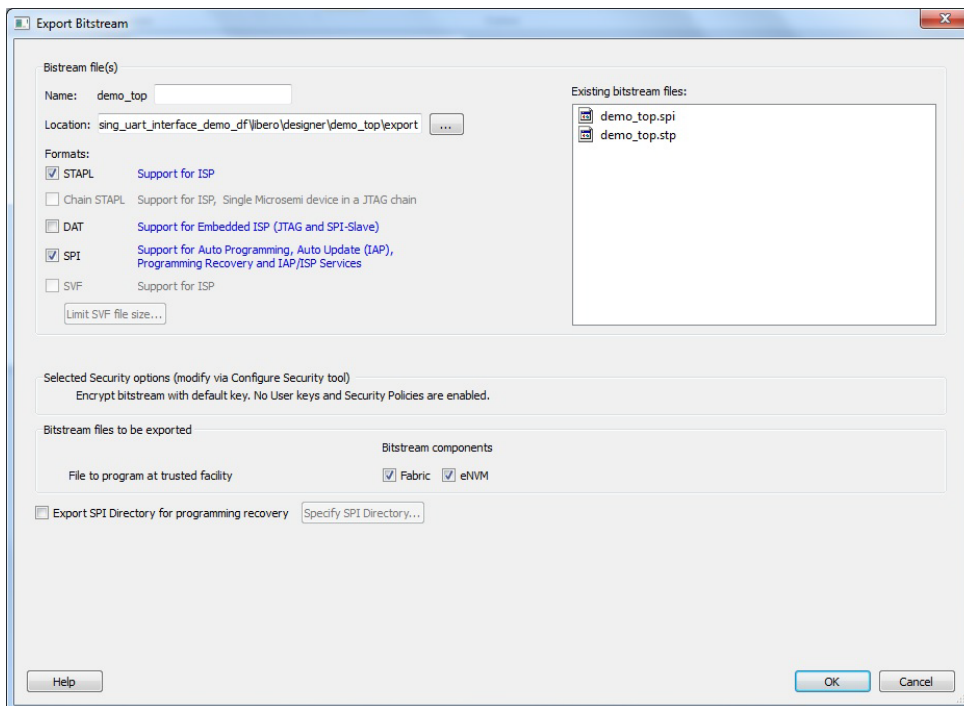 Export Bitstream
Bistream file(s)
Name: demo_top
Existing bitstream files:
demo_top.spi
demo_top.stp
Location: sing_uart_interface_demo_df\libero\designer\demo_top\export ...
Formats:
STAPL Support for ISP
Chain STAPL Support for ISP, Single Microsemi device in a JTAG chain
DAT Support for Embedded ISP (JTAG and SPI-Slave)
SPI Support for Auto Programming, Auto Update (IAP),
Programming Recovery and IAP/ISP Services
SVF Support for ISP
Limit SVF file size...
Selected Security options (modify via Configure Security tool)
Encrypt bitstream with default key. No User keys and Security Policies are enabled.
Bitstream files to be exported
Bitstream components
File to program at trusted facility Fabric eNVM
Export SPI Directory for programming recovery Specify SPI Directory...
Help OK Cancel